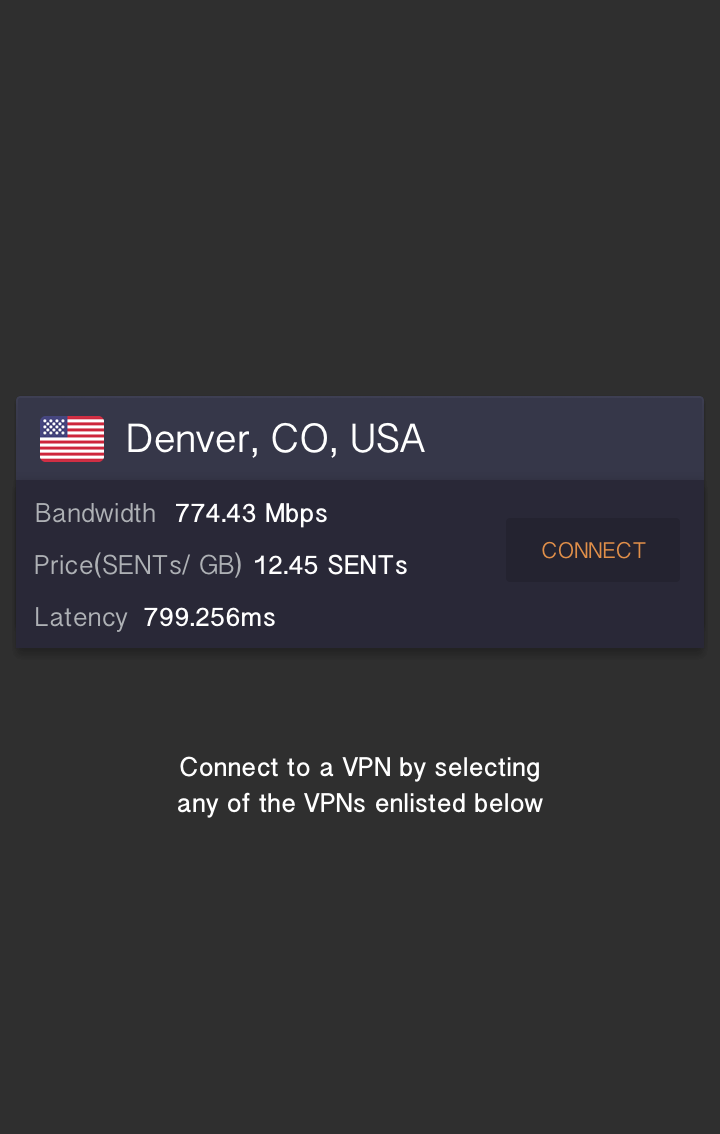 Denver, CO, USA
Bandwidth 774.43 Mbps
Price(SENTs/ GB) 12.45 SENTs
CONNECT
Latency 799.256ms
Connect to a VPN by selecting
any of the VPNs enlisted below